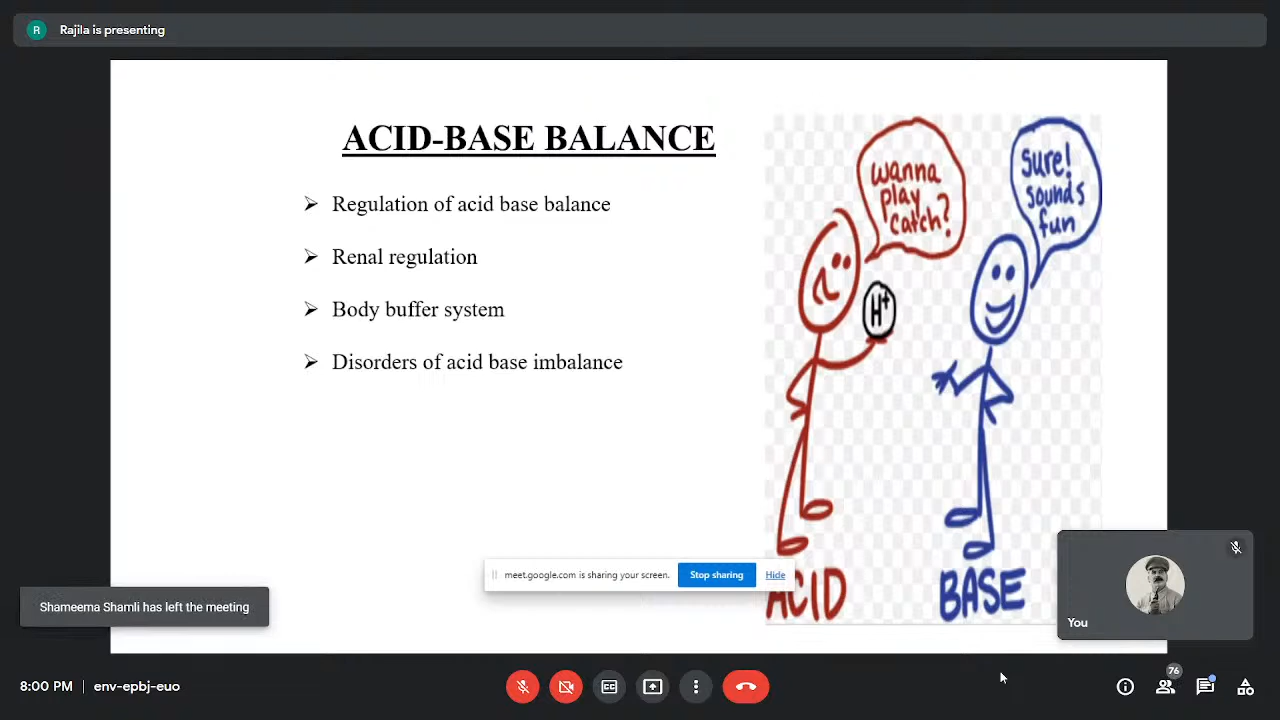 R
Rajila is presenting
ACID-BASE BALANCE
➢ Regulation of acid base balance
➢ Renal regulation
➢ Body buffer system
➢ Disorders of acid base imbalance
wanna
play
catch?
sure!
sounds
fun
H+
ACID
BASE
meet.google.com is sharing your screen.
Stop sharing
Hide
Shameema Shamli has left the meeting
You
8:00 PM | env-epbj-euo
CC
76